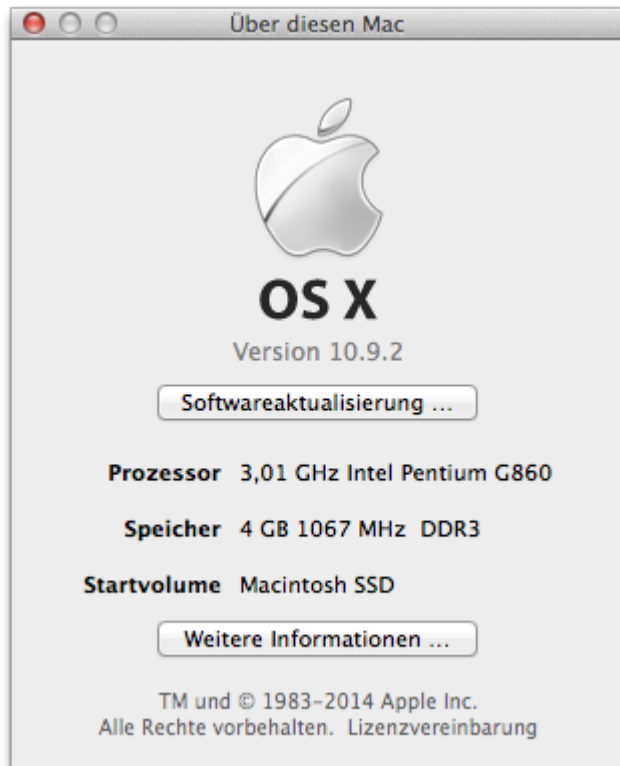 Über diesen Mac
OS X
Version 10.9.2
Softwareaktualisierung ...
Prozessor 3,01 GHz Intel Pentium G860
Speicher 4 GB 1067 MHz DDR3
Startvolume Macintosh SSD
Weitere Informationen ...
TM und © 1983–2014 Apple Inc.
Alle Rechte vorbehalten. Lizenzvereinbarung